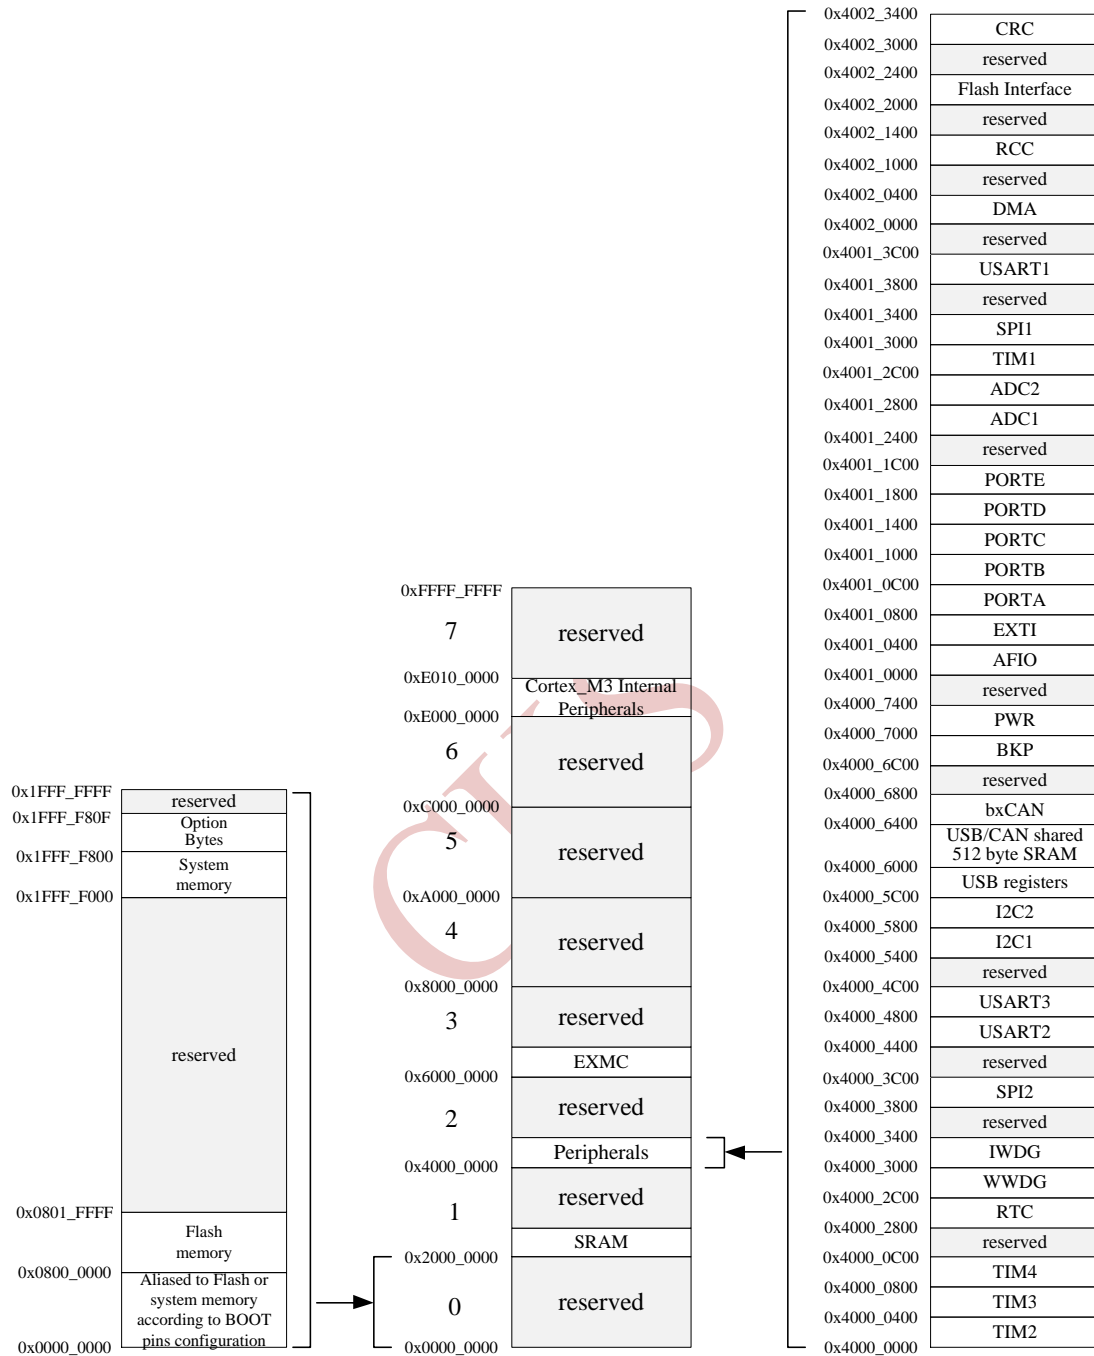 0x1FFF_FFFF
reserved
0x1FFF_F80F
Option
Bytes
0x1FFF_F800
System
memory
0x1FFF_F000
reserved
0x0801_FFFF
Flash
memory
0x0800_0000
Aliased to Flash or
system memory
according to BOOT
pins configuration
0x0000_0000
0xFFFF_FFFF
7
reserved
0xE010_0000
Cortex_M3 Internal
Peripherals
0xE000_0000
6
reserved
0xC000_0000
5
reserved
0xA000_0000
4
reserved
0x8000_0000
3
reserved
EXMC
0x6000_0000
2
reserved
Peripherals
0x4000_0000
1
reserved
SRAM
0x2000_0000
0
reserved
0x0000_0000
0x4002_3400
CRC
0x4002_3000
reserved
0x4002_2400
Flash Interface
0x4002_2000
reserved
0x4002_1400
RCC
0x4002_1000
reserved
0x4002_0400
DMA
0x4002_0000
reserved
0x4001_3C00
USART1
0x4001_3800
reserved
0x4001_3400
SPI1
0x4001_3000
TIM1
0x4001_2C00
ADC2
0x4001_2800
ADC1
0x4001_2400
reserved
0x4001_1C00
PORTE
0x4001_1800
PORTD
0x4001_1400
PORTC
0x4001_1000
PORTB
0x4001_0C00
PORTA
0x4001_0800
EXTI
0x4001_0400
AFIO
0x4001_0000
reserved
0x4000_7400
PWR
0x4000_7000
BKP
0x4000_6C00
reserved
0x4000_6800
bxCAN
0x4000_6400
USB/CAN shared
512 byte SRAM
0x4000_6000
USB registers
0x4000_5C00
I2C2
0x4000_5800
I2C1
0x4000_5400
reserved
0x4000_4C00
USART3
0x4000_4800
USART2
0x4000_4400
reserved
0x4000_3C00
SPI2
0x4000_3800
reserved
0x4000_3400
IWDG
0x4000_3000
WWDG
0x4000_2C00
RTC
0x4000_2800
reserved
0x4000_0C00
TIM4
0x4000_0800
TIM3
0x4000_0400
TIM2
0x4000_0000